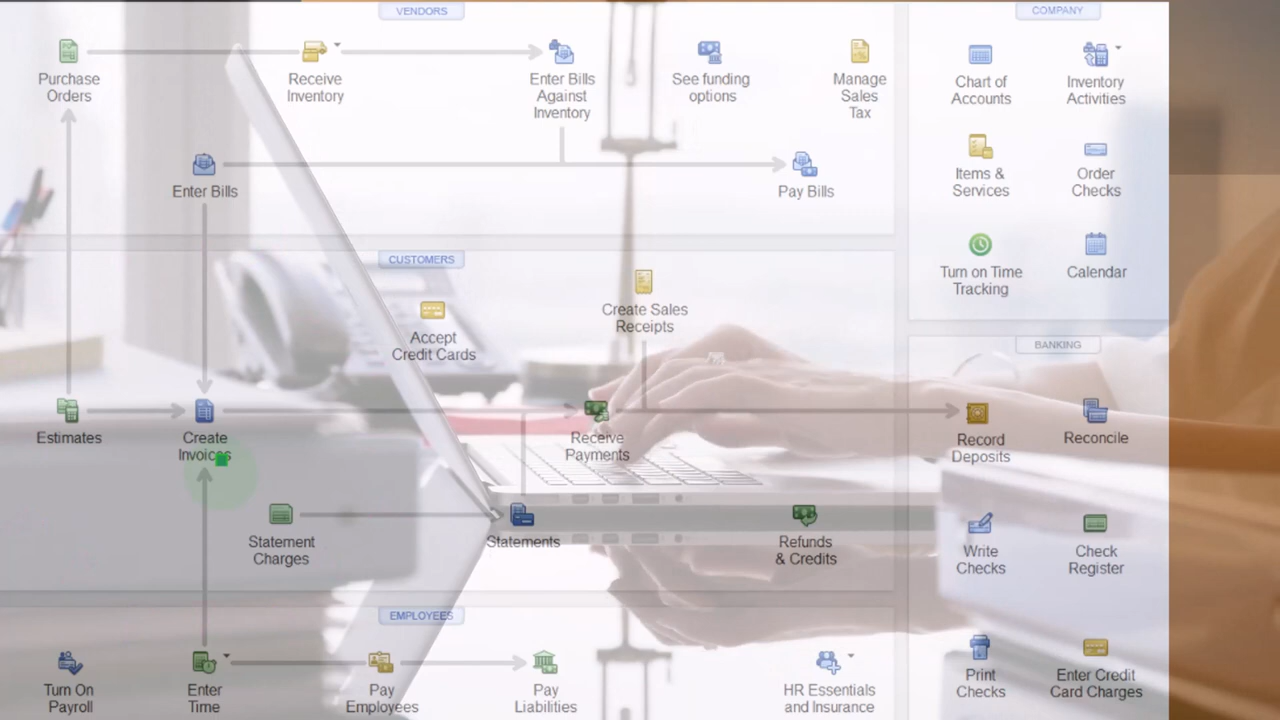 VENDORS
COMPANY
Purchase
Orders
Receive
Inventory
Enter Bills
Against
Inventory
See funding
options
Manage
Sales
Tax
Chart of
Accounts
Inventory
Activities
Enter Bills
Pay Bills
Items &
Services
Order
Checks
CUSTOMERS
Turn on Time
Tracking
Calendar
Accept
Credit Cards
Create Sales
Receipts
BANKING
Estimates
Create
Invoices
Receive
Payments
Record
Deposits
Reconcile
Statement
Charges
Statements
Refunds
& Credits
Write
Checks
Check
Register
EMPLOYEES
Turn On
Payroll
Enter
Time
Pay
Employees
Pay
Liabilities
HR Essentials
and Insurance
Print
Checks
Enter Credit
Card Charges